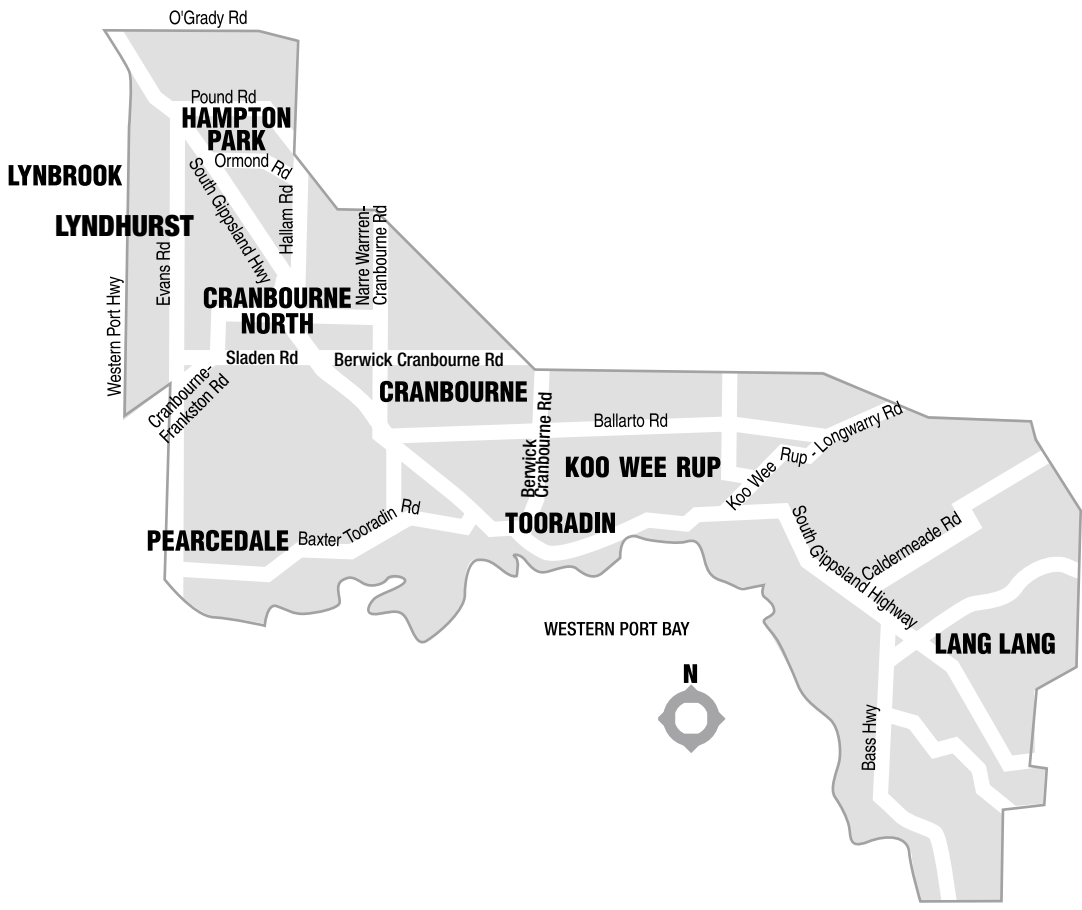 O'Grady Rd
Pound Rd
HAMPTON
PARK
Ormond Rd
LYNBROOK
South Gippsland Hwy
Hallam Rd
LYNDHURST
Evans Rd
Narre Warrren-
Cranbourne Rd
Western Port Hwy
CRANBOURNE
NORTH
Sladen Rd
Berwick Cranbourne Rd
Cranbourne-
Frankston Rd
CRANBOURNE
Berwick
Cranbourne Rd
Ballarto Rd
Koo Wee Rup - Longwarry Rd
KOO WEE RUP
TOORADIN
PEARCEDALE
Baxter Tooradin Rd
South Gippsland Highway
Caldermeade Rd
WESTERN PORT BAY
LANG LANG
N
Bass Hwy